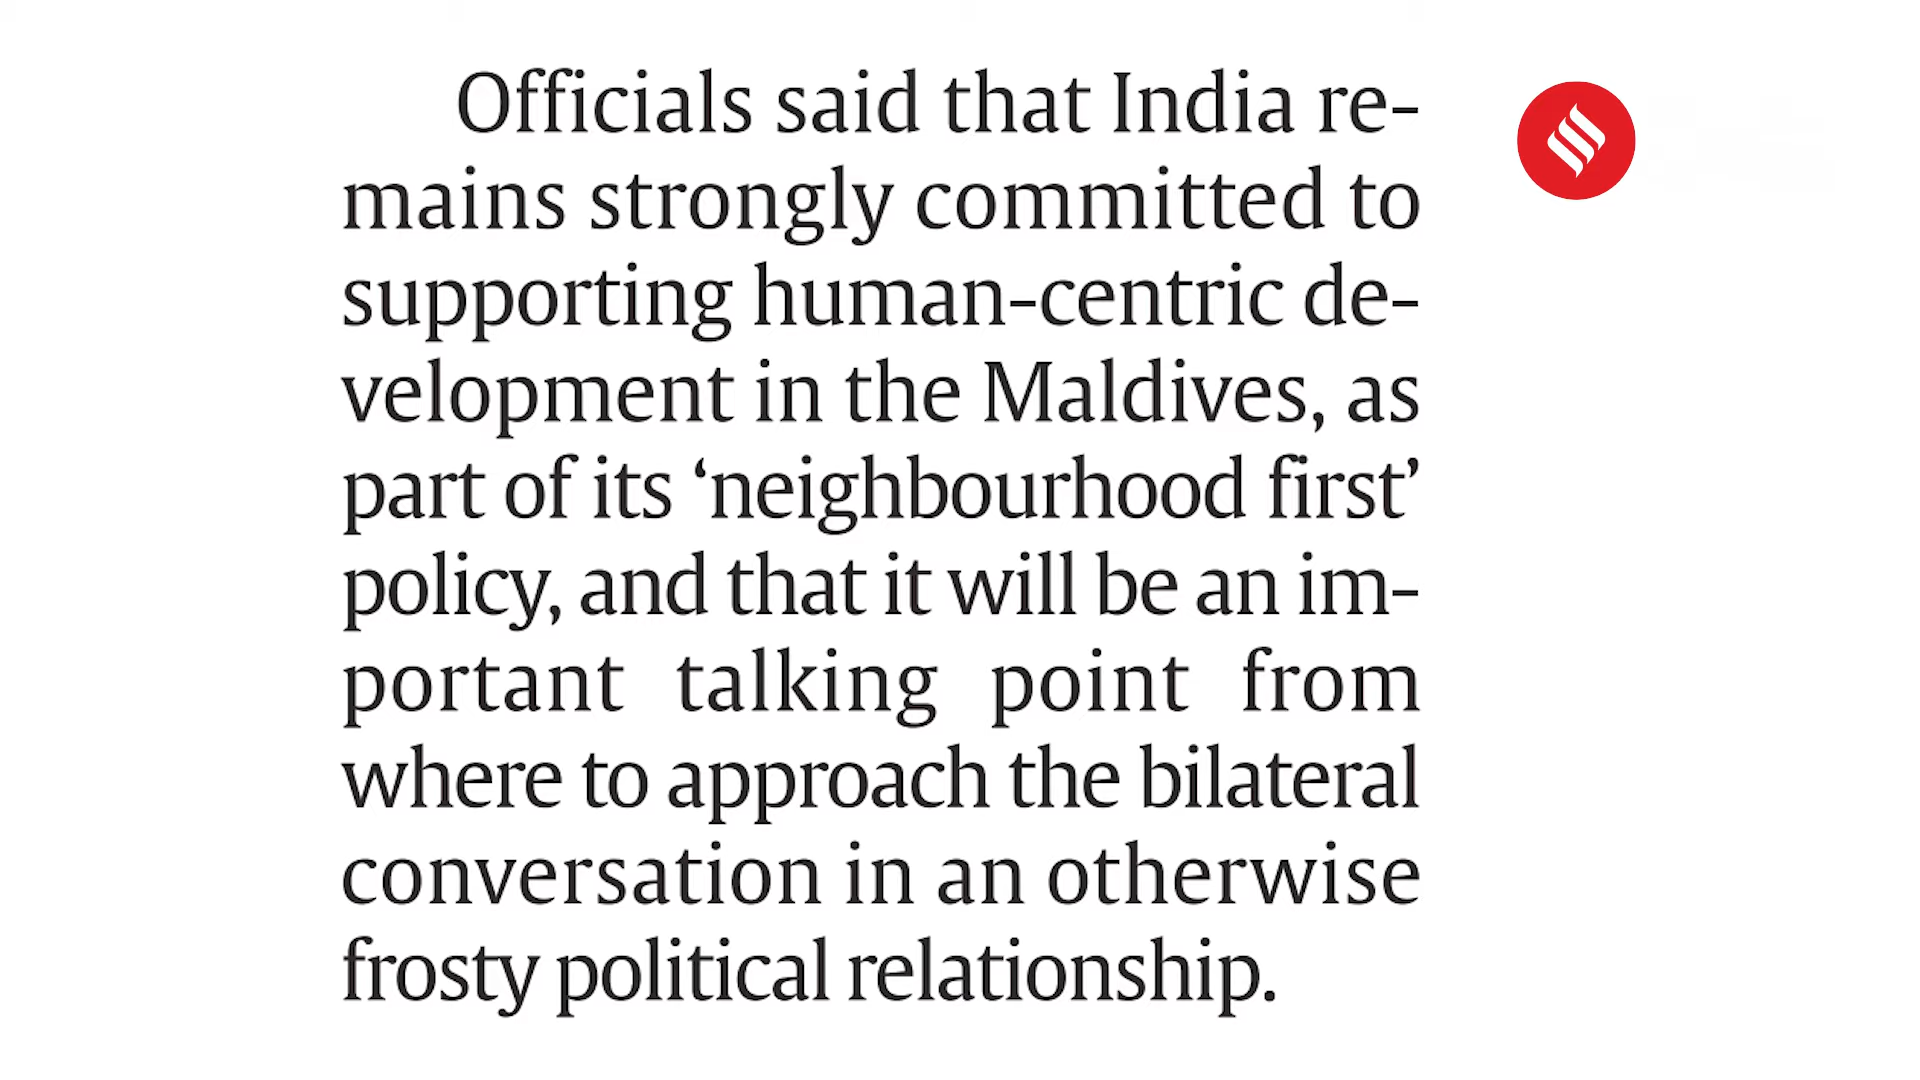 Officials said that India re-
mains strongly committed to
supporting human-centric de-
velopment in the Maldives, as
part of its ‘neighbourhood first’
policy, and that it will be an im-
portant talking point from
where to approach the bilateral
conversation in an otherwise
frosty political relationship.